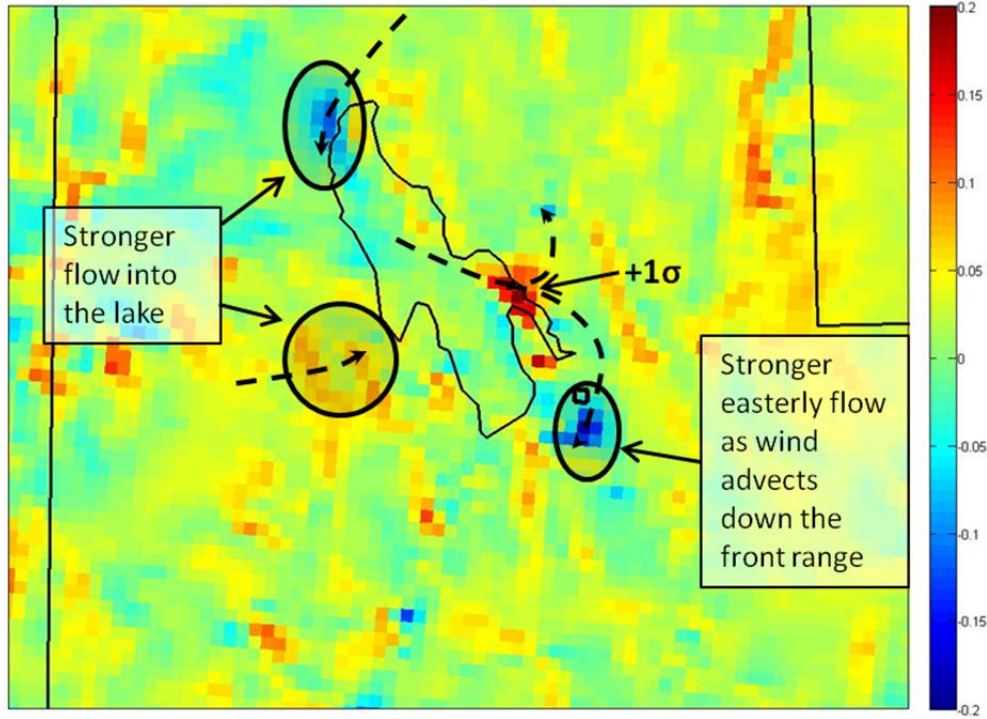 Stronger
flow into
the lake
+1σ
Stronger
easterly flow
as wind
advects
down the
front range
0.2
0.15
0.1
0.05
0
-0.05
-0.1
-0.15
-0.2